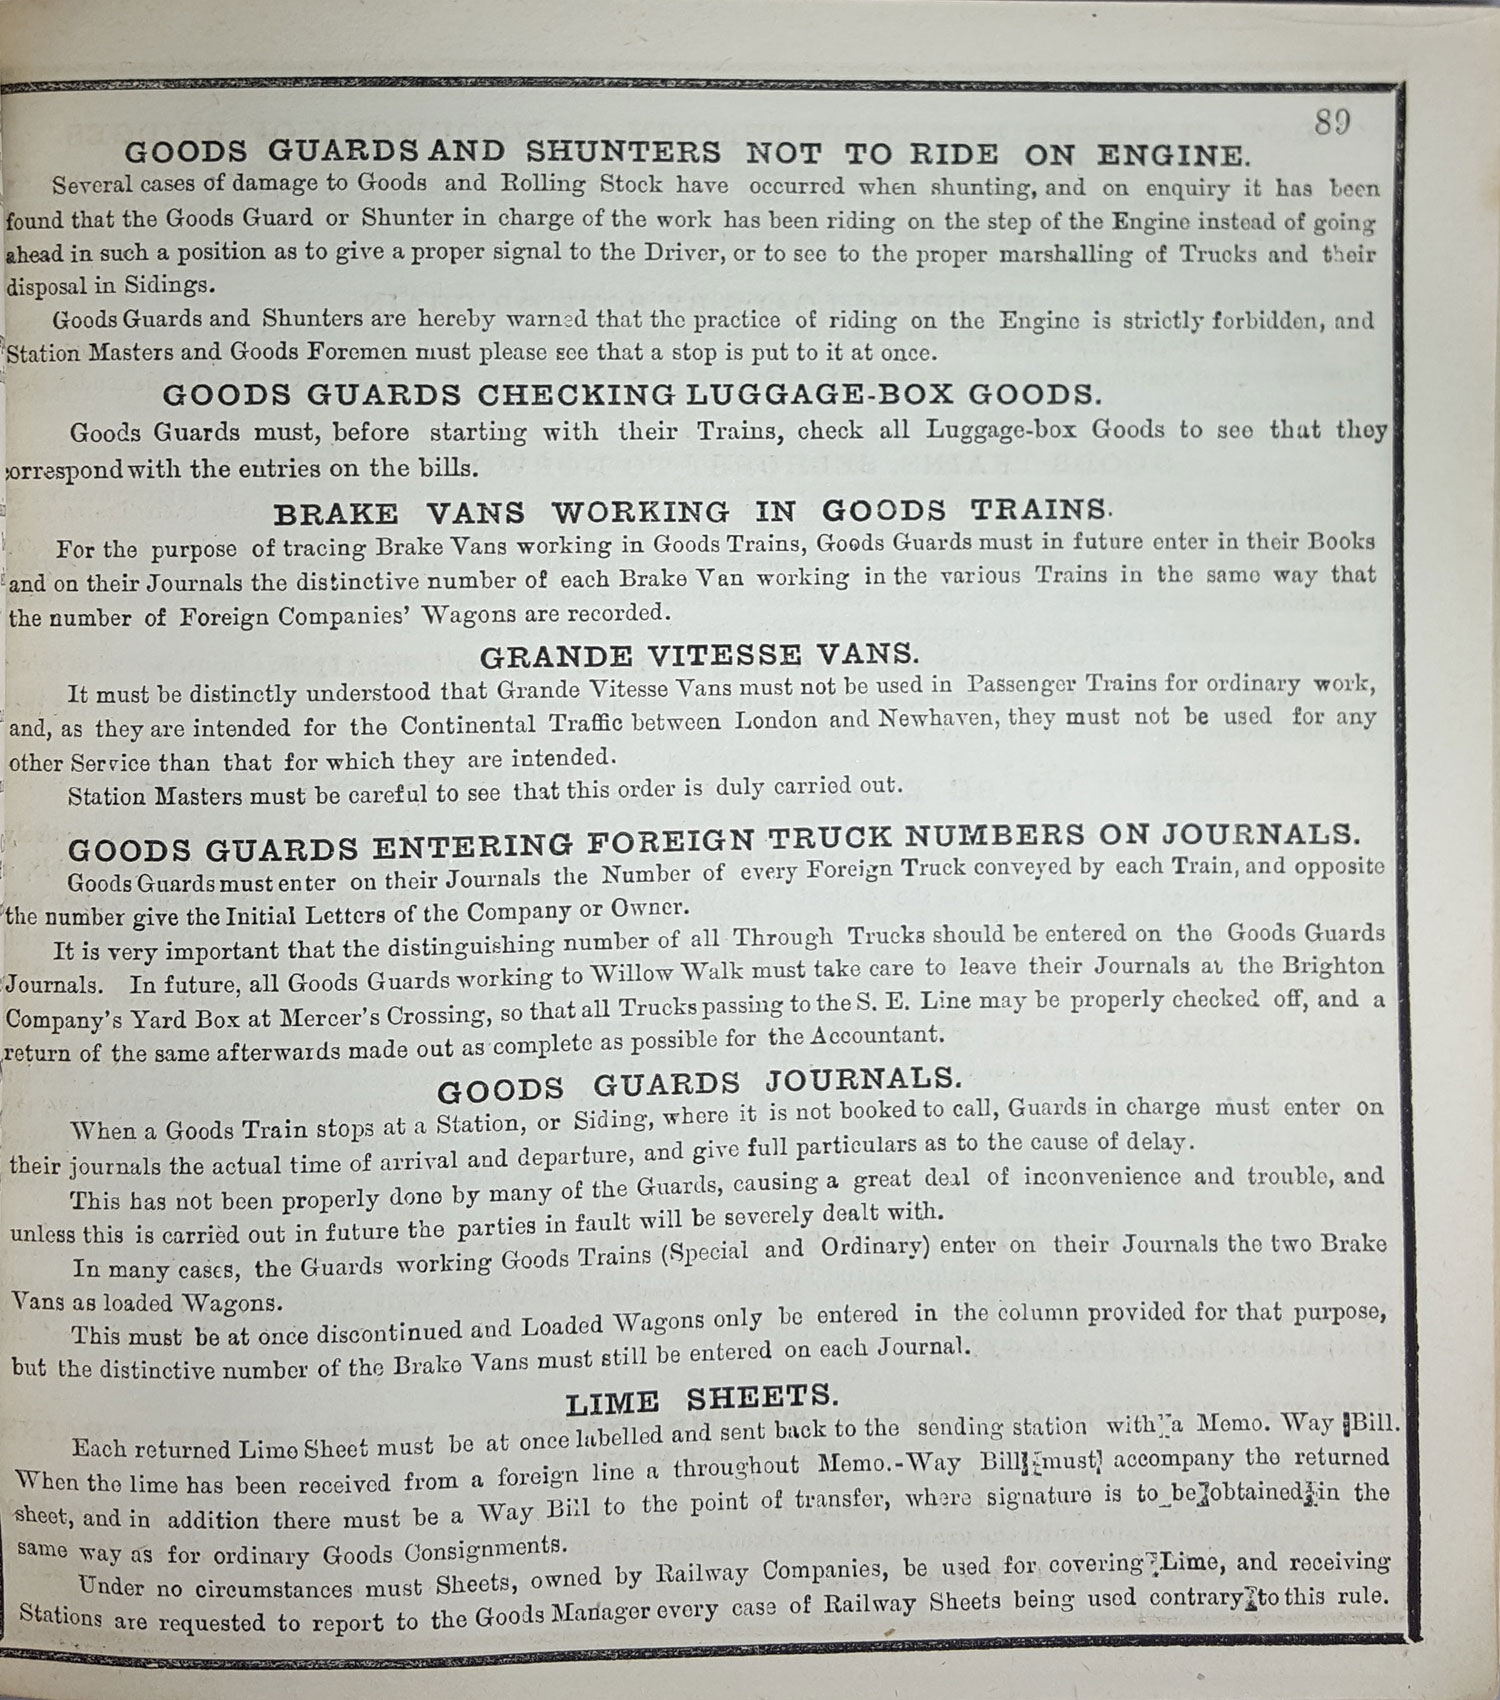 89
GOODS GUARDS AND SHUNTERS NOT TO RIDE ON ENGINE.
Several cases of damage to Goods and Rolling Stock have occurred when shunting, and on enquiry it has been
found that the Goods Guard or Shunter in charge of the work has been riding on the step of the Engine instead of going
ahead in such a position as to give a proper signal to the Driver, or to see to the proper marshalling of Trucks and their
disposal in Sidings.
Goods Guards and Shunters are hereby warned that the practice of riding on the Engine is strictly forbidden, and
Station Masters and Goods Foremen must please see that a stop is put to it at once.
GOODS GUARDS CHECKING LUGGAGE-BOX GOODS.
Goods Guards must, before starting with their Trains, check all Luggage-box Goods to see that they
correspond with the entries on the bills.
BRAKE VANS WORKING IN GOODS TRAINS.
For the purpose of tracing Brake Vans working in Goods Trains, Goods Guards must in future enter in their Books
and on their Journals the distinctive number of each Brake Van working in the various Trains in the same way that
the number of Foreign Companies' Wagons are recorded.
GRANDE VITESSE VANS.
It must be distinctly understood that Grande Vitesse Vans must not be used in Passenger Trains for ordinary work,
and, as they are intended for the Continental Traffic between London and Newhaven, they must not be used for any
other Service than that for which they are intended.
Station Masters must be careful to see that this order is duly carried out.
GOODS GUARDS ENTERING FOREIGN TRUCK NUMBERS ON JOURNALS.
Goods Guards must enter on their Journals the Number of every Foreign Truck conveyed by each Train, and opposite
the number give the Initial Letters of the Company or Owner.
It is very important that the distinguishing number of all Through Trucks should be entered on the Goods Guards
Journals. In future, all Goods Guards working to Willow Walk must take care to leave their Journals at the Brighton
Company's Yard Box at Mercer's Crossing, so that all Trucks passing to the S. E. Line may be properly checked off, and a
return of the same afterwards made out as complete as possible for the Accountant.
GOODS GUARDS JOURNALS.
When a Goods Train stops at a Station, or Siding, where it is not booked to call, Guards in charge must enter on
their journals the actual time of arrival and departure, and give full particulars as to the cause of delay.
This has not been properly done by many of the Guards, causing a great deal of inconvenience and trouble, and
unless this is carried out in future the parties in fault will be severely dealt with.
In many cases, the Guards working Goods Trains (Special and Ordinary) enter on their Journals the two Brake
Vans as loaded Wagons.
This must be at once discontinued and Loaded Wagons only be entered in the column provided for that purpose,
but the distinctive number of the Brake Vans must still be entered on each Journal.
LIME SHEETS.
Each returned Lime Sheet must be at once labelled and sent back to the sending station with a Memo. Way Bill.
When the lime has been received from a foreign line a throughout Memo.-Way Bill must accompany the returned
sheet, and in addition there must be a Way Bill to the point of transfer, where signature is to be obtained in the
same way as for ordinary Goods Consignments.
Under no circumstances must Sheets, owned by Railway Companies, be used for covering Lime, and receiving
Stations are requested to report to the Goods Manager every case of Railway Sheets being used contrary to this rule.